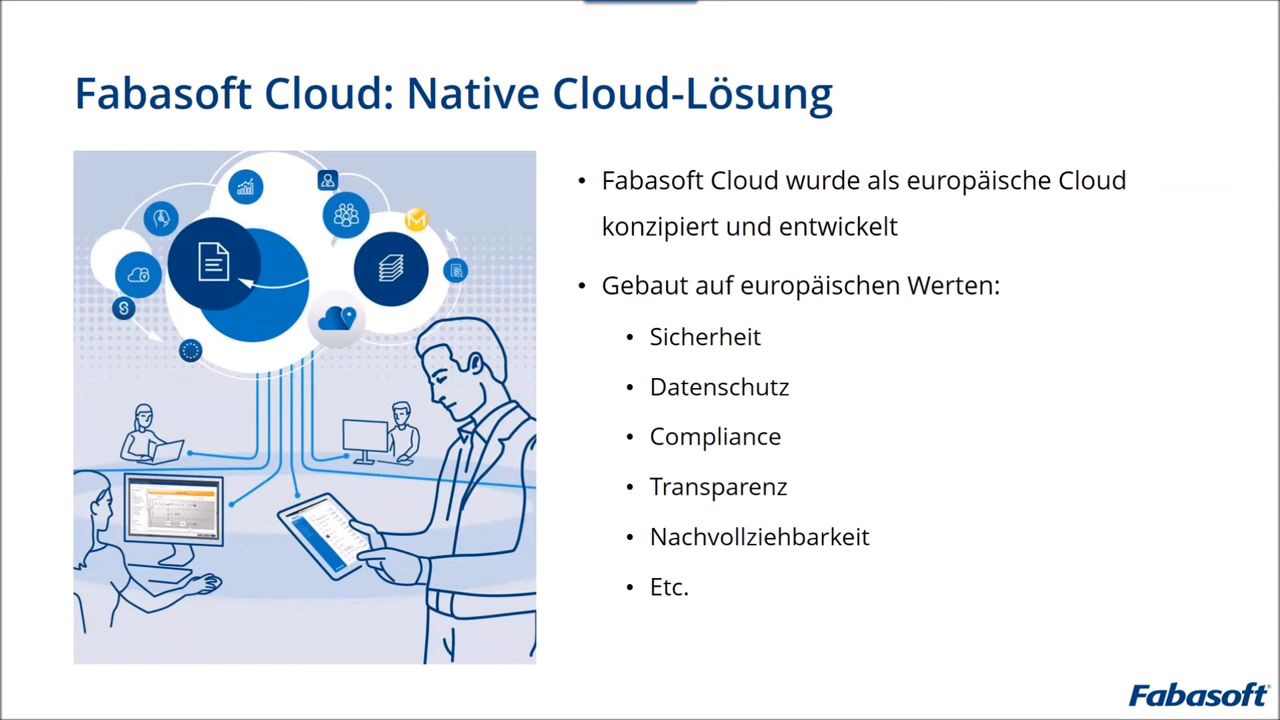 Fabasoft Cloud: Native Cloud-Lösung
• Fabasoft Cloud wurde als europäische Cloud
konzipiert und entwickelt
• Gebaut auf europäischen Werten:
• Sicherheit
• Datenschutz
• Compliance
• Transparenz
• Nachvollziehbarkeit
• Etc.
Fabasoft®